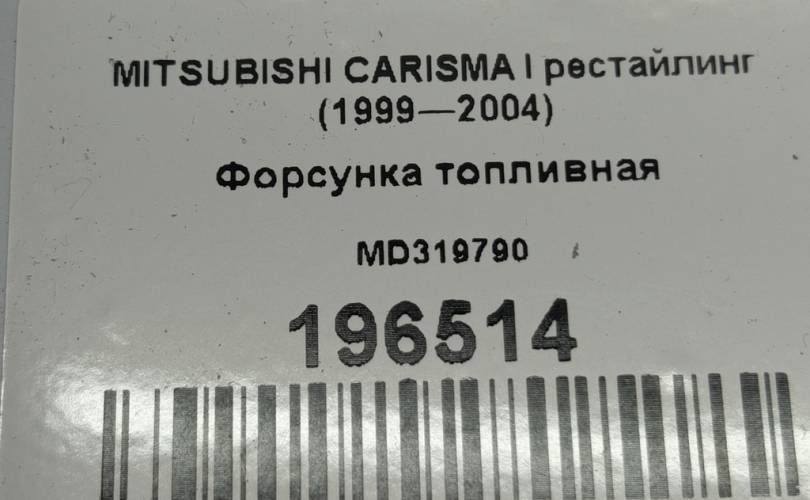 MITSUBISHI CARISMA I рестайлинг
(1999—2004)
Форсунка топливная
MD319790
196514